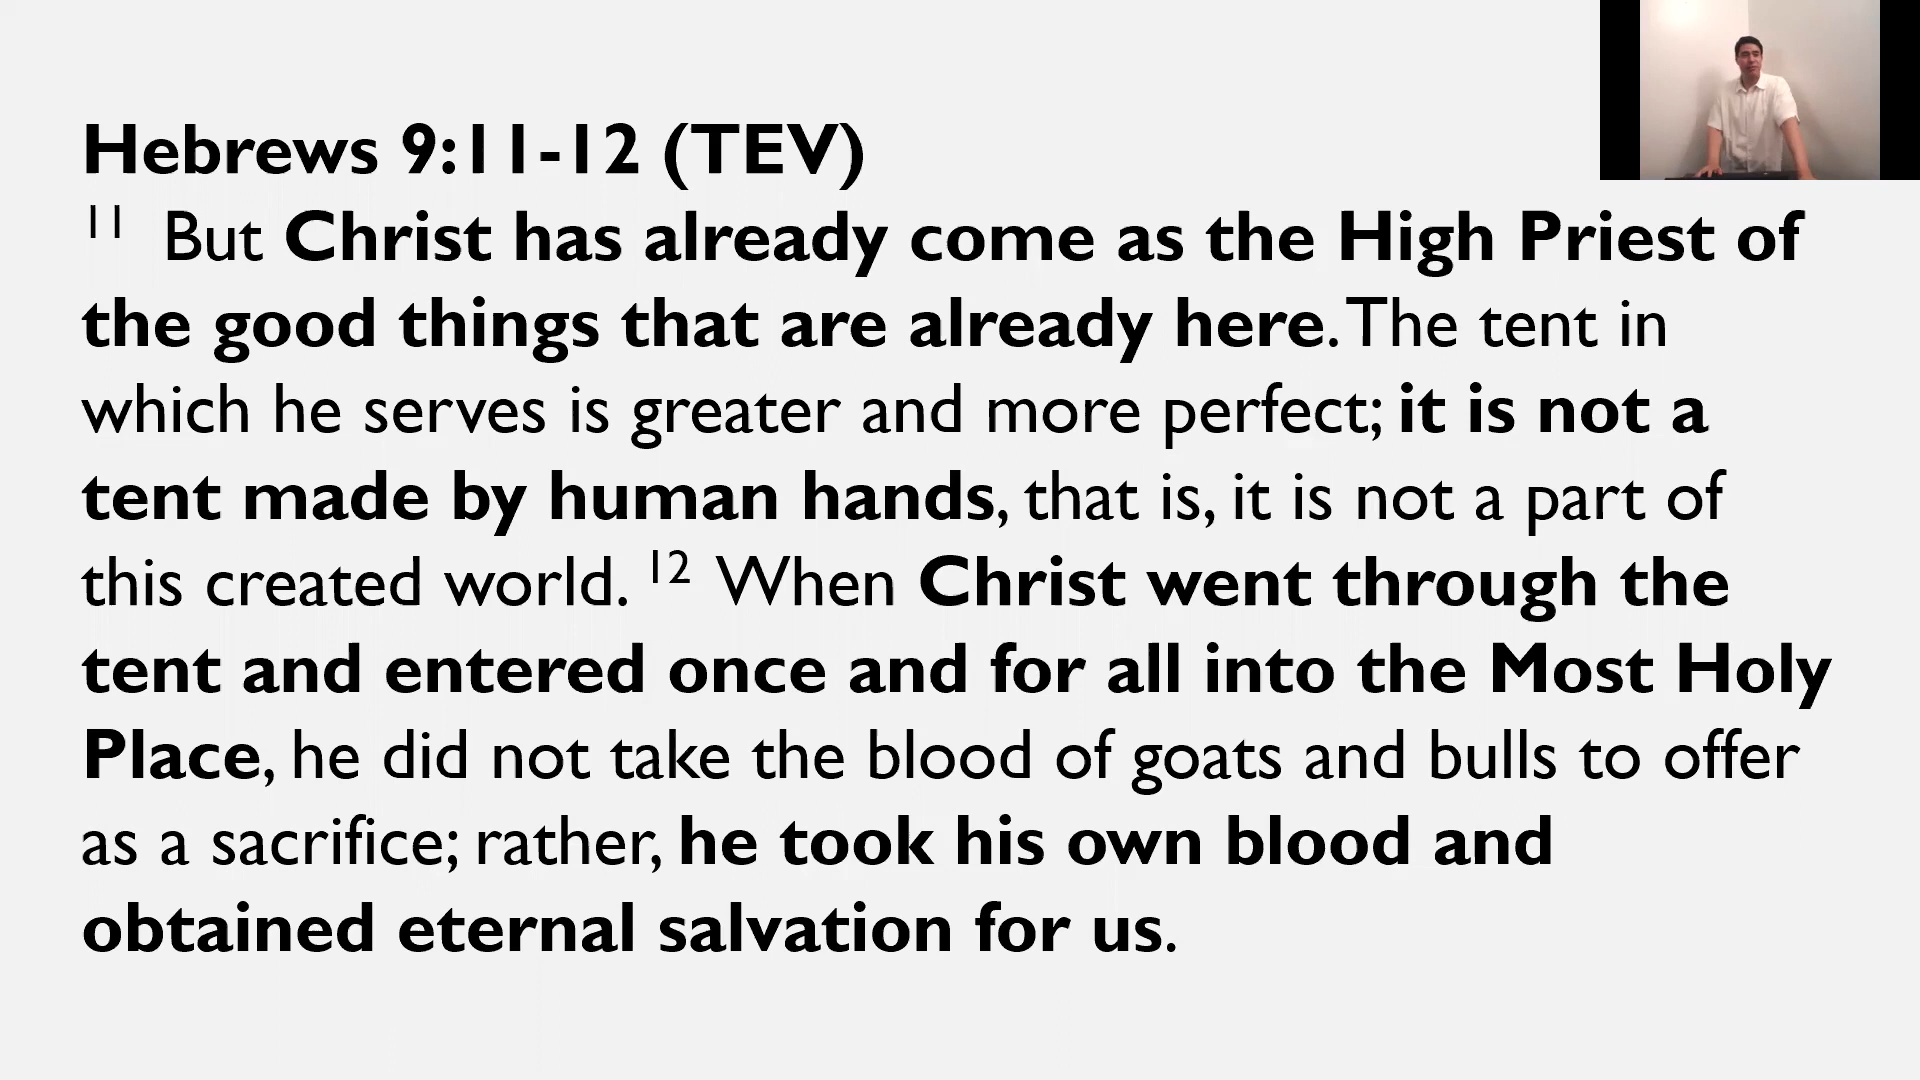 Hebrews 9:11-12 (TEV)
11 But Christ has already come as the High Priest of
the good things that are already here. The tent in
which he serves is greater and more perfect; it is not a
tent made by human hands, that is, it is not a part of
this created world. 12 When Christ went through the
tent and entered once and for all into the Most Holy
Place, he did not take the blood of goats and bulls to offer
as a sacrifice; rather, he took his own blood and
obtained eternal salvation for us.